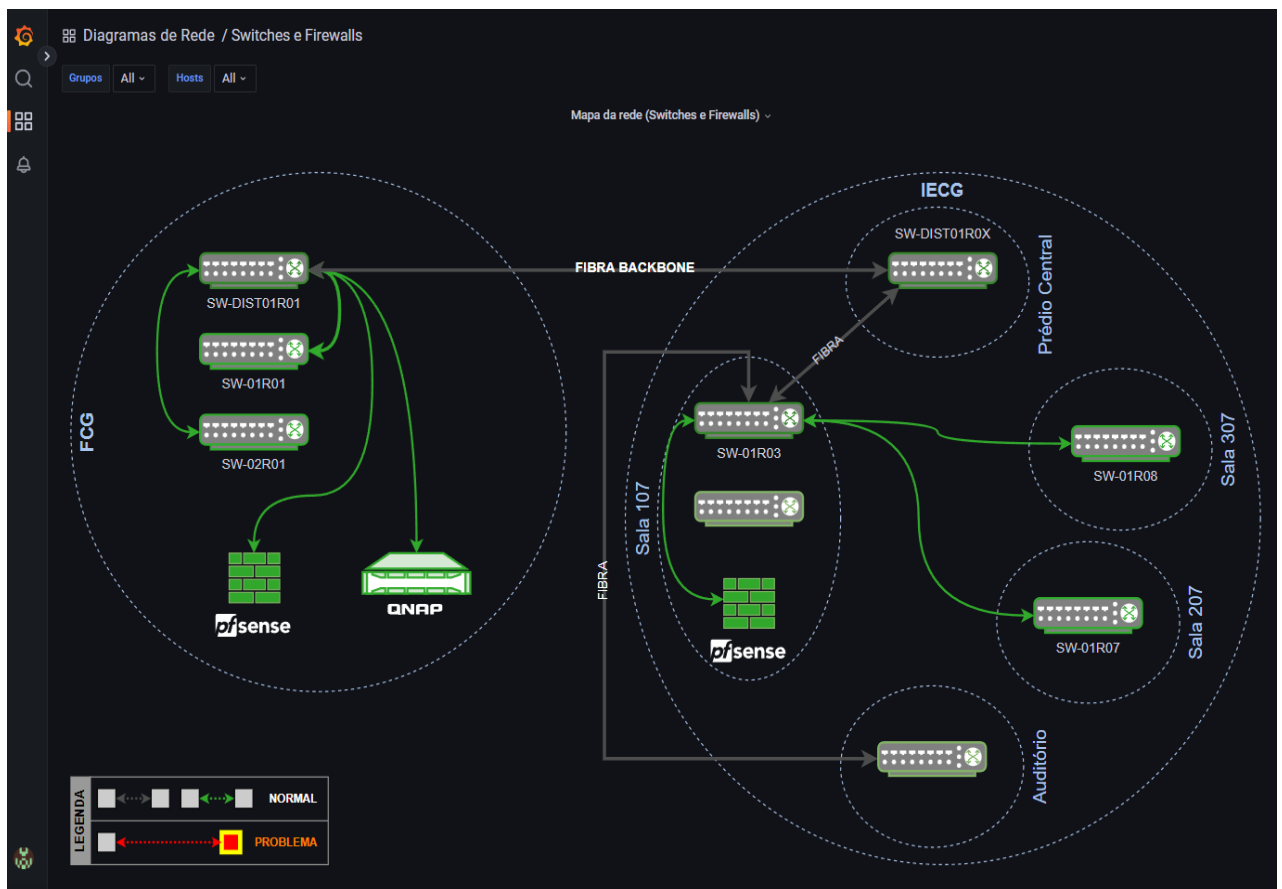 Diagramas de Rede / Switches e Firewalls
Grupos All Hosts All
Mapa da rede (Switches e Firewalls)
IECG
SW-DIST01R0X
Prédio Central
FIBRA BACKBONE
SW-DIST01R01
FIBRA
SW-01R01
FCG
SW-02R01
SW-01R03
Sala 107
SW-01R08
Sala 307
FIBRA
pfsense
QNAP
pfsense
SW-01R07
Sala 207
Auditório
LEGENDA
NORMAL
PROBLEMA